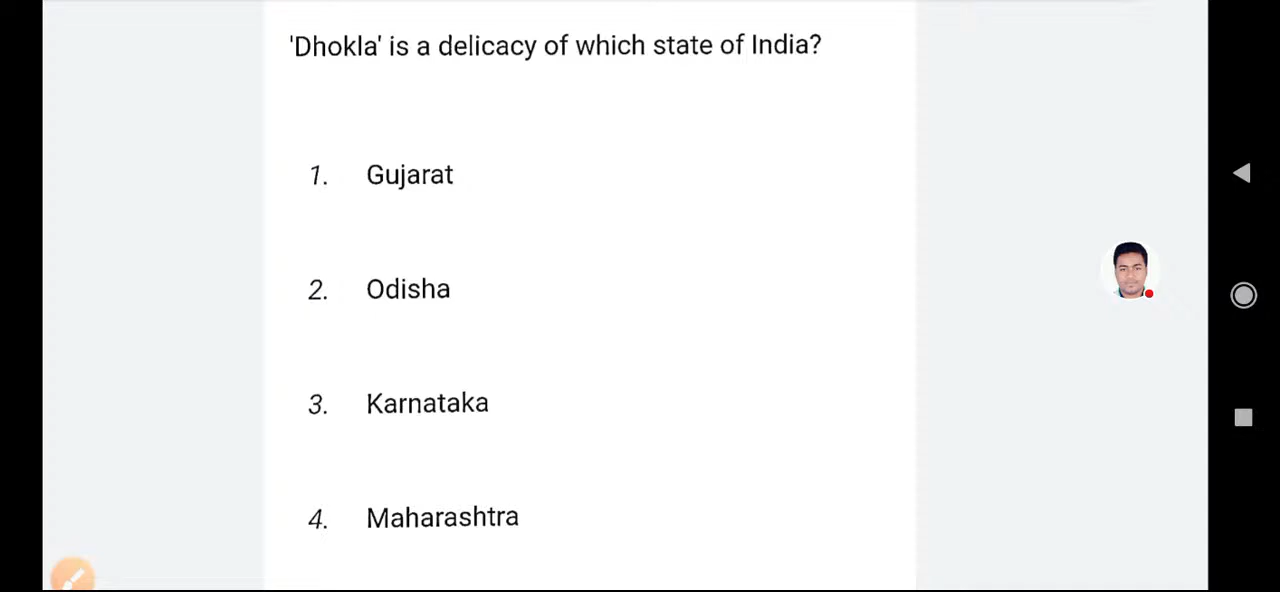 'Dhokla' is a delicacy of which state of India?
1. Gujarat
2. Odisha
3. Karnataka
4. Maharashtra